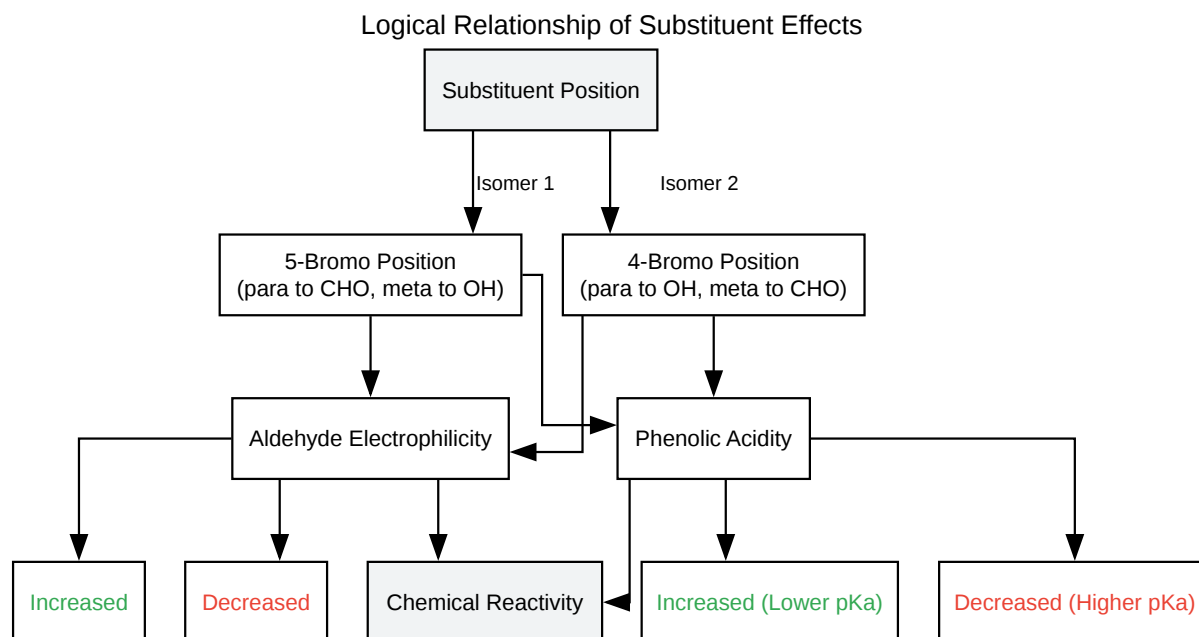 Logical Relationship of Substituent Effects
Substituent Position
Isomer 1
Isomer 2
5-Bromo Position
(para to CHO, meta to OH)
4-Bromo Position
(para to OH, meta to CHO)
Aldehyde Electrophilicity
Phenolic Acidity
Increased
Decreased
Chemical Reactivity
Increased (Lower pKa)
Decreased (Higher pKa)